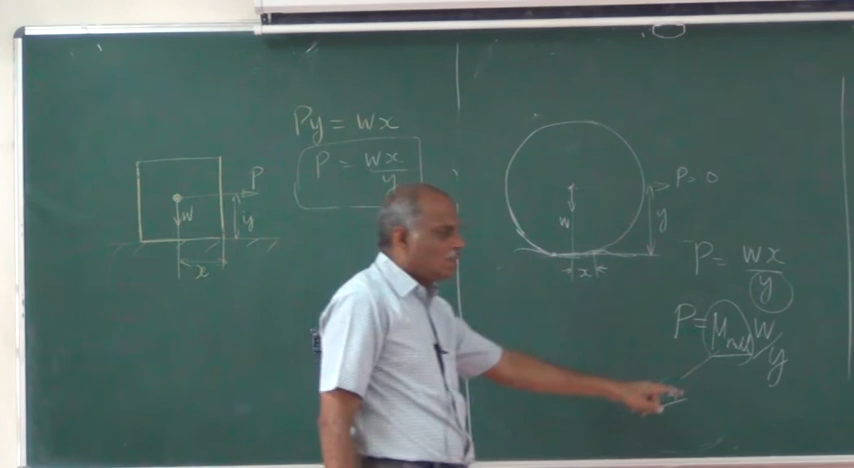 Py = Wx
P = Wx/y
P
W
y
x
P = 0
W
y
x
P = Wx/y